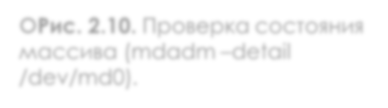 ОРис. 2.10. Проверка состояния
массива (mdadm –detail
/dev/md0).